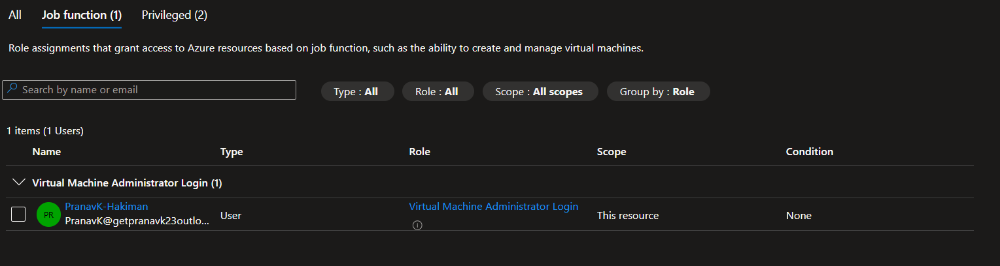 All Job function (1) Privileged (2)
Role assignments that grant access to Azure resources based on job function, such as the ability to create and manage virtual machines.
Search by name or email Type : All Role : All Scope : All scopes Group by : Role
1 items (1 Users)
Name Type Role Scope Condition
Virtual Machine Administrator Login (1)
PR PranavK-Hakiman User Virtual Machine Administrator Login This resource None
PranavK@getpranavk23outlo...